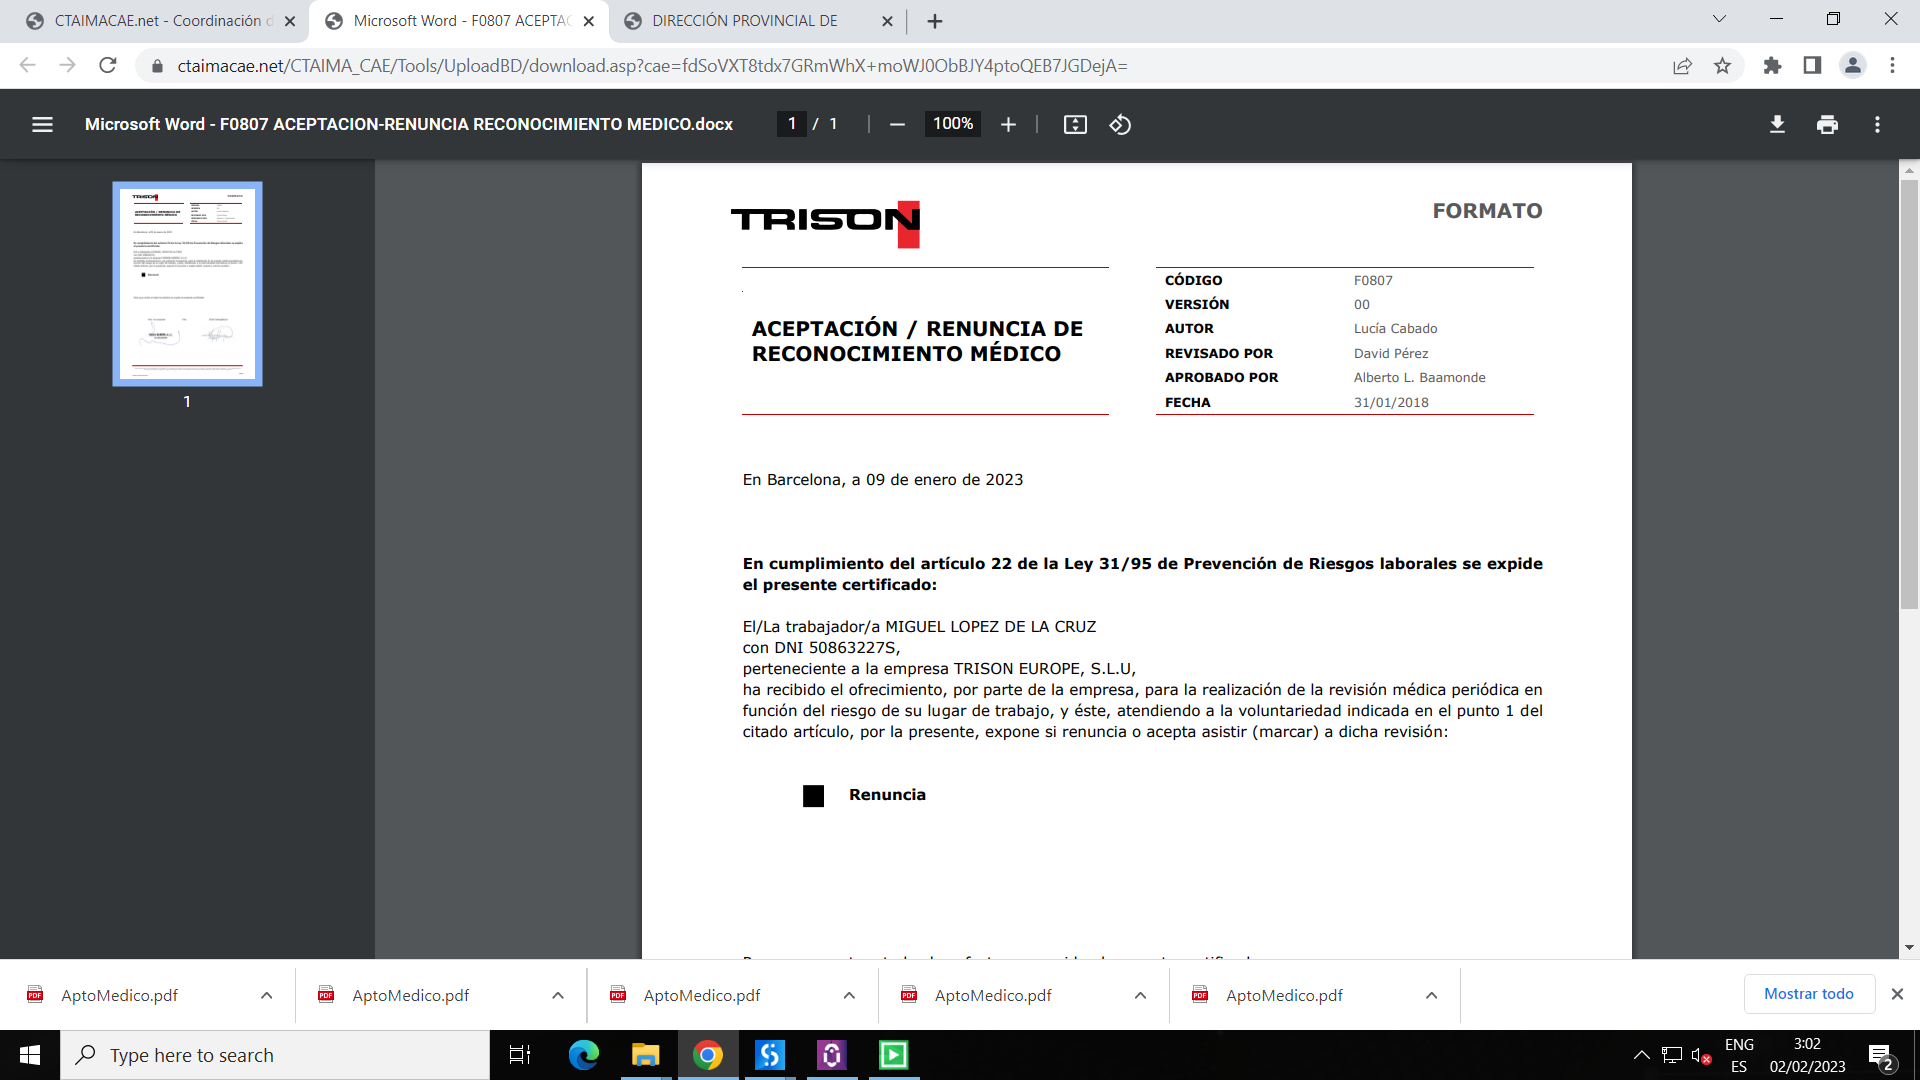 CTAIMACAE.net - Coordinación d
Microsoft Word - F0807 ACEPTAC
DIRECCIÓN PROVINCIAL DE
ctaimacae.net/CTAIMA_CAE/Tools/UploadBD/download.asp?cae=fdSoVXT8tdx7GRmWhX+moWJ0ObBJY4ptoQEB7JGDejA=
Microsoft Word - F0807 ACEPTACION-RENUNCIA RECONOCIMIENTO MEDICO.docx
1 / 1
100%
1
TRISON
FORMATO
ACEPTACIÓN / RENUNCIA DE
RECONOCIMIENTO MÉDICO
CÓDIGO F0807
VERSIÓN 00
AUTOR Lucía Cabado
REVISADO POR David Pérez
APROBADO POR Alberto L. Baamonde
FECHA 31/01/2018
En Barcelona, a 09 de enero de 2023
En cumplimiento del artículo 22 de la Ley 31/95 de Prevención de Riesgos laborales se expide
el presente certificado:
El/La trabajador/a MIGUEL LOPEZ DE LA CRUZ
con DNI 50863227S,
perteneciente a la empresa TRISON EUROPE, S.L.U,
ha recibido el ofrecimiento, por parte de la empresa, para la realización de la revisión médica periódica en
función del riesgo de su lugar de trabajo, y éste, atendiendo a la voluntariedad indicada en el punto 1 del
citado artículo, por la presente, expone si renuncia o acepta asistir (marcar) a dicha revisión:
Renuncia
AptoMedico.pdf
AptoMedico.pdf
AptoMedico.pdf
AptoMedico.pdf
AptoMedico.pdf
Mostrar todo
Type here to search
ENG
ES
3:02
02/02/2023
2